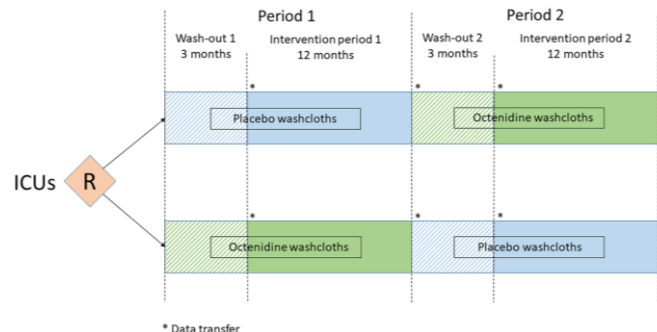 Period 1
Period 2
Wash-out 1
3 months
Intervention period 1
12 months
Wash-out 2
3 months
Intervention period 2
12 months
*
*
*
Placebo washcloths
Octenidine washcloths
ICUs
R
*
*
*
Octenidine washcloths
Placebo washcloths
* Data transfer